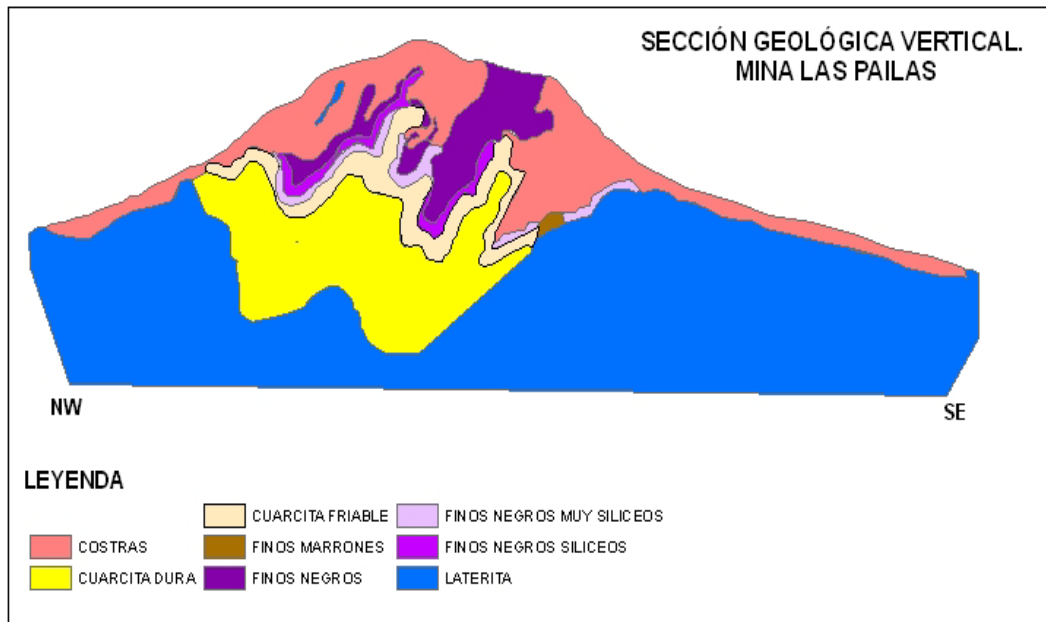 SECCIÓN GEOLÓGICA VERTICAL.
MINA LAS PAILAS
NW
SE
LEYENDA
COSTRAS
CUARCITA DURA
CUARCITA FRIABLE
FINOS MARRONES
FINOS NEGROS
FINOS NEGROS MUY SILICEOS
FINOS NEGROS SILICEOS
LATERITA